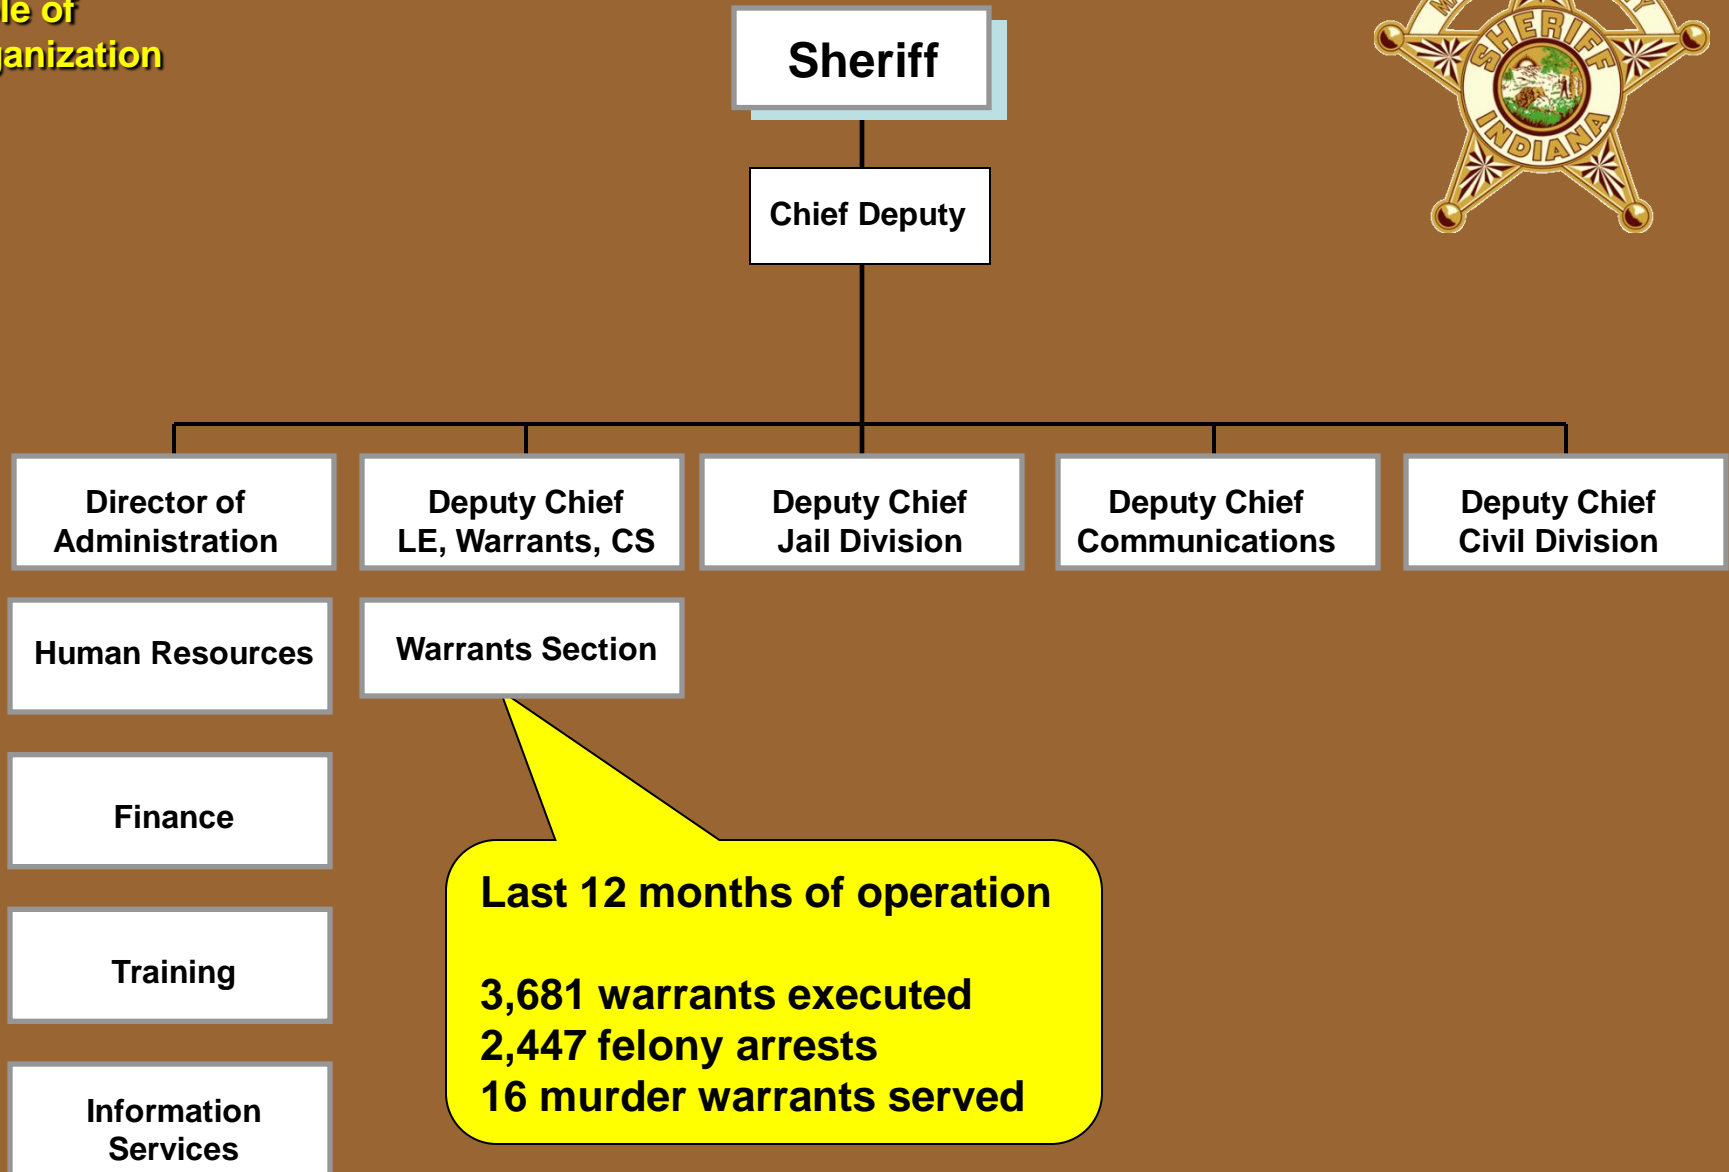 le of
ganization
Sheriff
SHERIFF
INDIANA
Chief Deputy
Director of
Administration
Deputy Chief
LE, Warrants, CS
Deputy Chief
Jail Division
Deputy Chief
Communications
Deputy Chief
Civil Division
Human Resources
Warrants Section
Finance
Training
Information
Services
Last 12 months of operation
3,681 warrants executed
2,447 felony arrests
16 murder warrants served